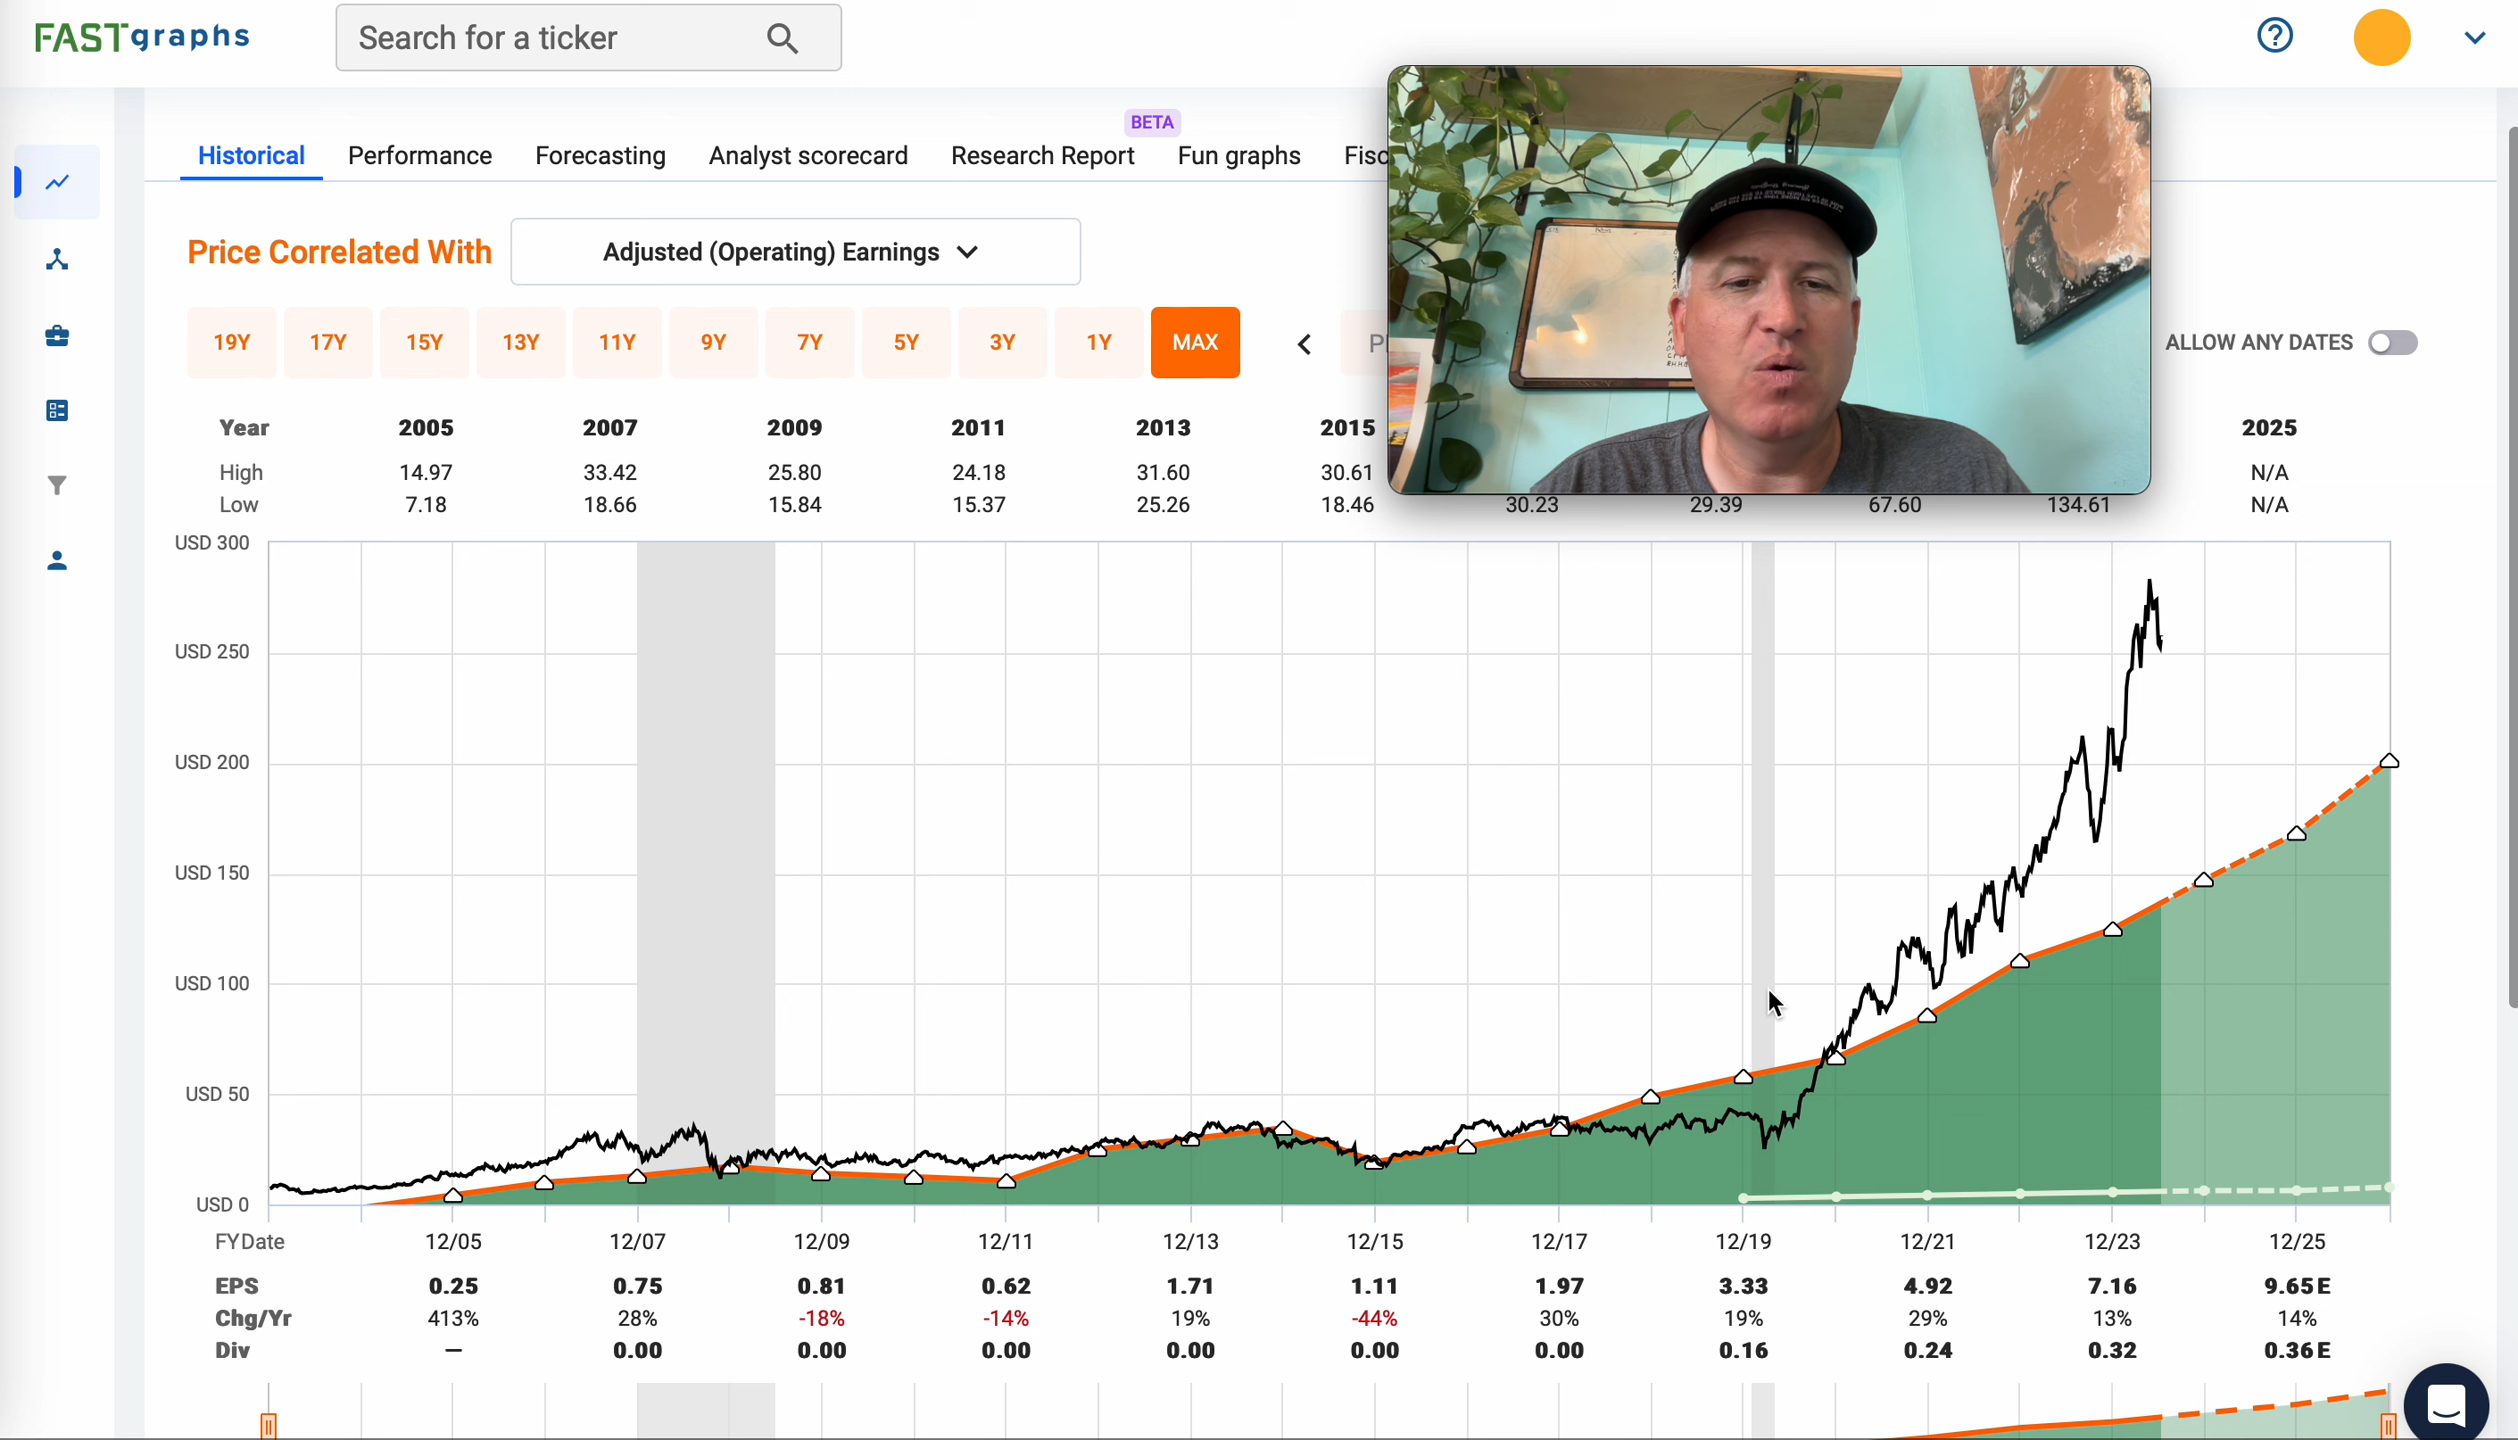 FASTgraphs
Search for a ticker
BETA
Historical Performance Forecasting Analyst scorecard Research Report Fun graphs Fisc
Price Correlated With Adjusted (Operating) Earnings
19Y 17Y 15Y 13Y 11Y 9Y 7Y 5Y 3Y 1Y MAX ALLOW ANY DATES
Year 2005 2007 2009 2011 2013 2015 2025
High 14.97 33.42 25.80 24.18 31.60 30.61 N/A
Low 7.18 18.66 15.84 15.37 25.26 18.46 30.23 29.39 67.60 134.61 N/A
USD 300
USD 250
USD 200
USD 150
USD 100
USD 50
USD 0
FYDate 12/05 12/07 12/09 12/11 12/13 12/15 12/17 12/19 12/21 12/23 12/25
EPS 0.25 0.75 0.81 0.62 1.71 1.11 1.97 3.33 4.92 7.16 9.65E
Chg/Yr 413% 28% -18% -14% 19% -44% 30% 19% 29% 13% 14%
Div – 0.00 0.00 0.00 0.00 0.00 0.00 0.16 0.24 0.32 0.36E